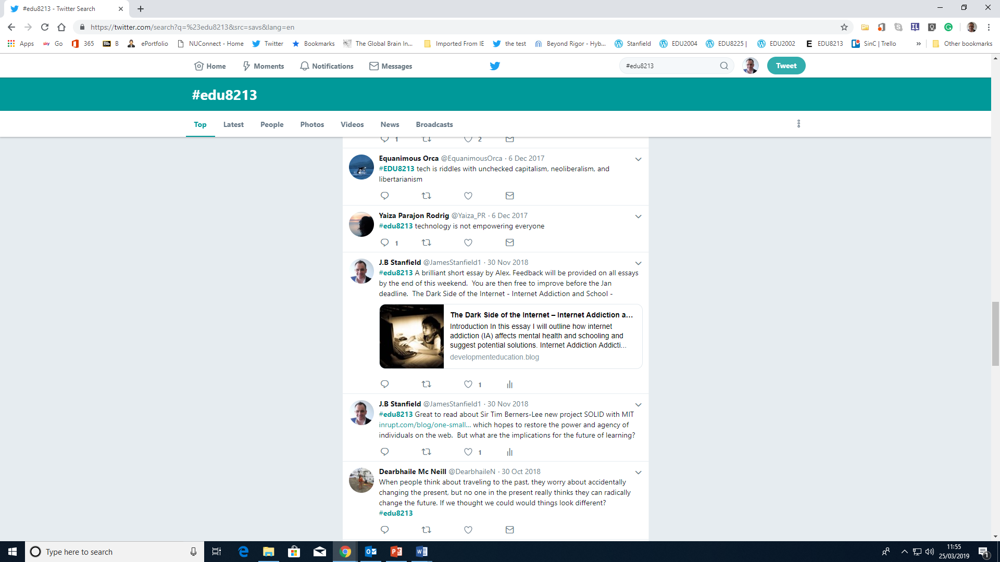 #edu8213 - Twitter Search
https://twitter.com/search?q=%23edu8213&src=savs&lang=en
Apps sky Go 365 Bb B ePortfolio NUConnect - Home Twitter Bookmarks The Global Brain In... Imported From IE the test Beyond Rigor - Hyb... Stanfield EDU2004 EDU8225 | EDU2002 E EDU8213 SinC | Trello » Other bookmarks
Home Moments Notifications Messages #edu8213 Tweet
#edu8213
Top Latest People Photos Videos News Broadcasts
1 2
Equanimous Orca @EquanimousOrca · 6 Dec 2017
#EDU8213 tech is riddles with unchecked capitalism, neoliberalism, and
libertarianism
Yaiza Parajon Rodrig @Yaiza_PR · 6 Dec 2017
#edu8213 technology is not empowering everyone
1
J.B Stanfield @JamesStanfield1 · 30 Nov 2018
#edu8213 A brilliant short essay by Alex. Feedback will be provided on all essays
by the end of this weekend.  You are then free to improve before the Jan
deadline.  The Dark Side of the Internet - Internet Addiction and School -
The Dark Side of the Internet – Internet Addiction a...
Introduction In this essay I will outline how internet
addiction (IA) affects mental health and schooling and
suggest potential solutions. Internet Addiction Addicti...
developmenteducation.blog
1
J.B Stanfield @JamesStanfield1 · 30 Nov 2018
#edu8213 Great to read about Sir Tim Berners-Lee new project SOLID with MIT
inrupt.com/blog/one-small... which hopes to restore the power and agency of
individuals on the web.  But what are the implications for the future of learning?
1
Dearbhaile Mc Neill @DearbhaileN · 30 Oct 2018
When people think about traveling to the past, they worry about accidentally
changing the present, but no one in the present really thinks they can radically
change the future. If we thought we could would things look different?
#edu8213
Type here to search
11:55
25/03/2019
1